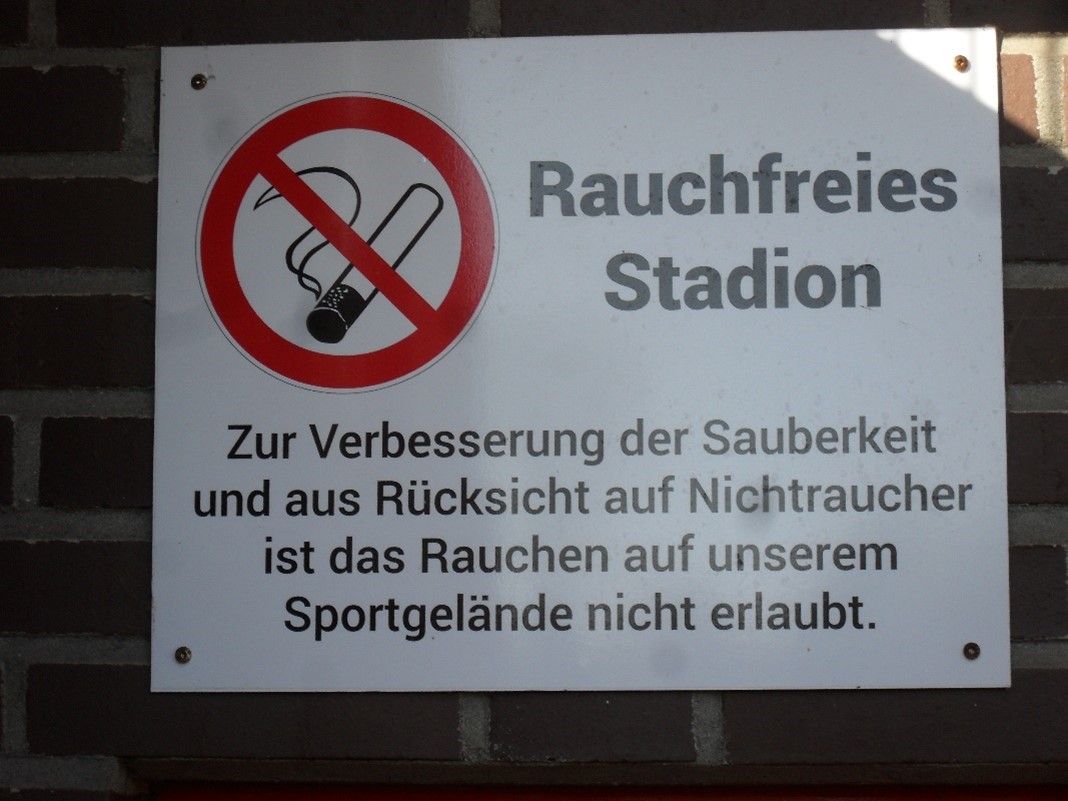 Rauchfreies
Stadion
Zur Verbesserung der Sauberkeit
und aus Rücksicht auf Nichtraucher
ist das Rauchen auf unserem
Sportgelände nicht erlaubt.